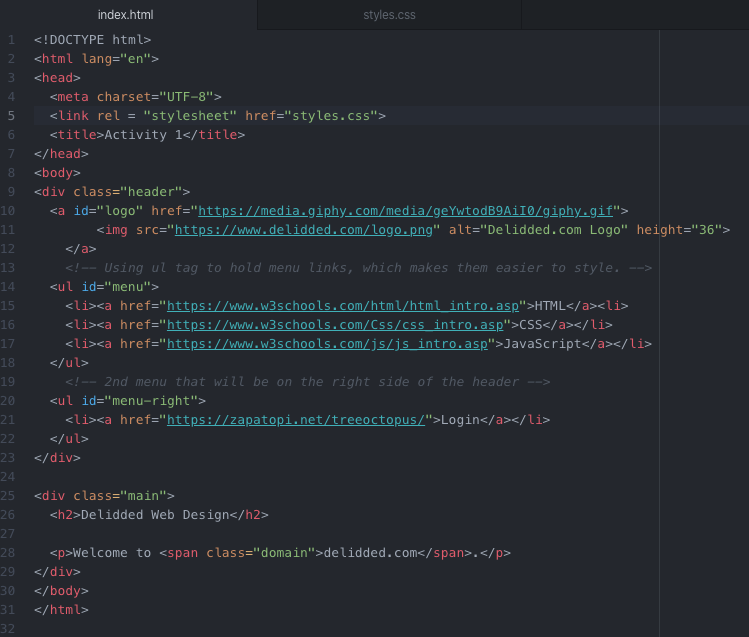 index.html
styles.css
1 <!DOCTYPE html>
2 <html lang="en">
3 <head>
4   <meta charset="UTF-8">
5   <link rel = "stylesheet" href="styles.css">
6   <title>Activity 1</title>
7 </head>
8 <body>
9 <div class="header">
10   <a id="logo" href="https://media.giphy.com/media/geYwtodB9AiI0/giphy.gif">
11         <img src="https://www.delidded.com/logo.png" alt="Delidded.com Logo" height="36">
12     </a>
13     <!-- Using ul tag to hold menu links, which makes them easier to style. -->
14   <ul id="menu">
15     <li><a href="https://www.w3schools.com/html/html_intro.asp">HTML</a><li>
16     <li><a href="https://www.w3schools.com/Css/css_intro.asp">CSS</a></li>
17     <li><a href="https://www.w3schools.com/js/js_intro.asp">JavaScript</a></li>
18   </ul>
19     <!-- 2nd menu that will be on the right side of the header -->
20   <ul id="menu-right">
21     <li><a href="https://zapatopi.net/treeoctopus/">Login</a></li>
22   </ul>
23 </div>
24
25 <div class="main">
26   <h2>Delidded Web Design</h2>
27
28   <p>Welcome to <span class="domain">delidded.com</span>.</p>
29 </div>
30 </body>
31 </html>
32